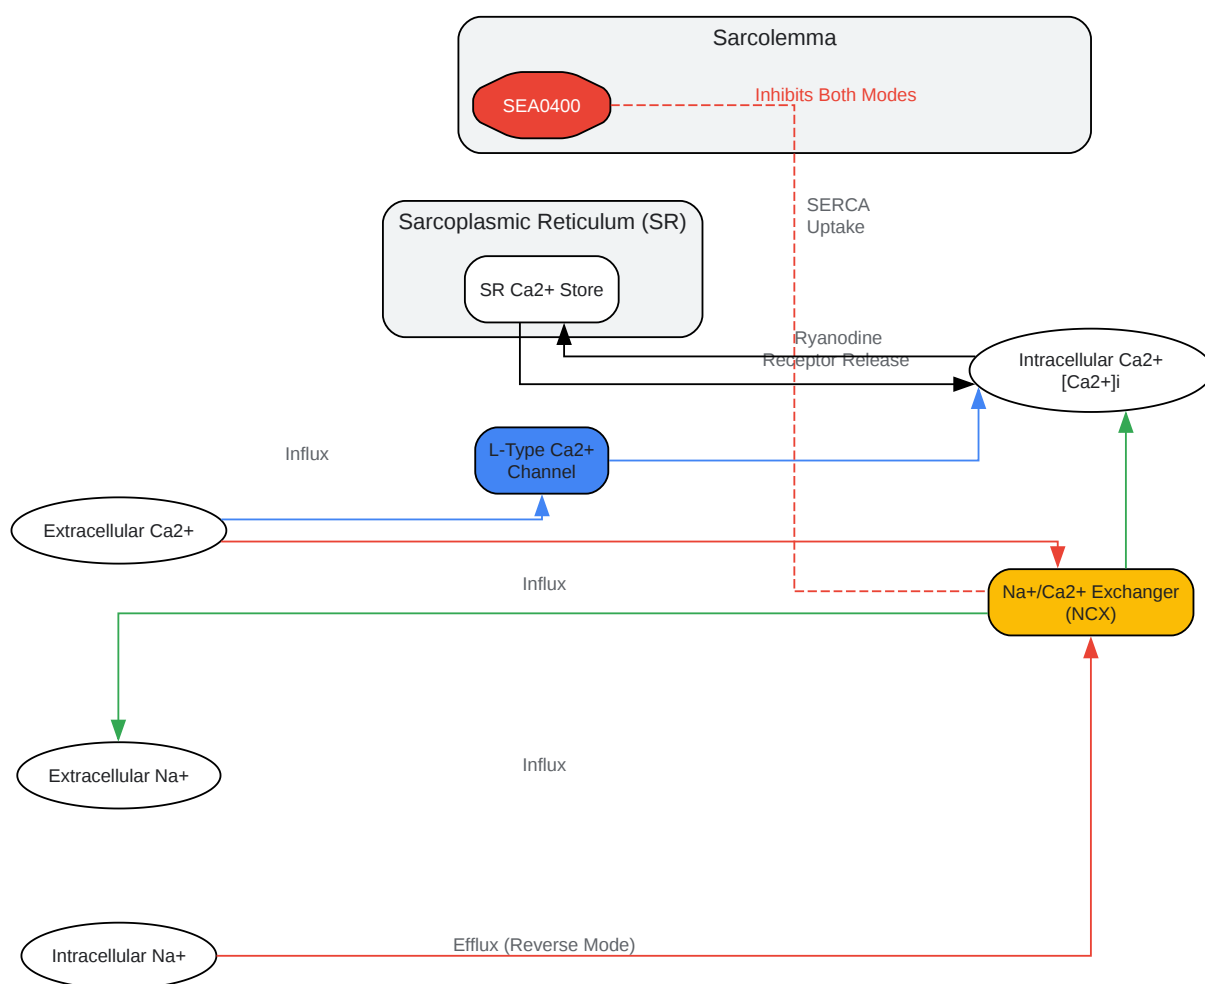 Sarcolemma
SEA0400
Inhibits Both Modes
SERCA
Uptake
Sarcoplasmic Reticulum (SR)
SR Ca2+ Store
Ryanodine
Receptor Release
Intracellular Ca2+
[Ca2+]i
L-Type Ca2+
Channel
Influx
Extracellular Ca2+
Influx
Na+/Ca2+ Exchanger
(NCX)
Extracellular Na+
Influx
Intracellular Na+
Efflux (Reverse Mode)